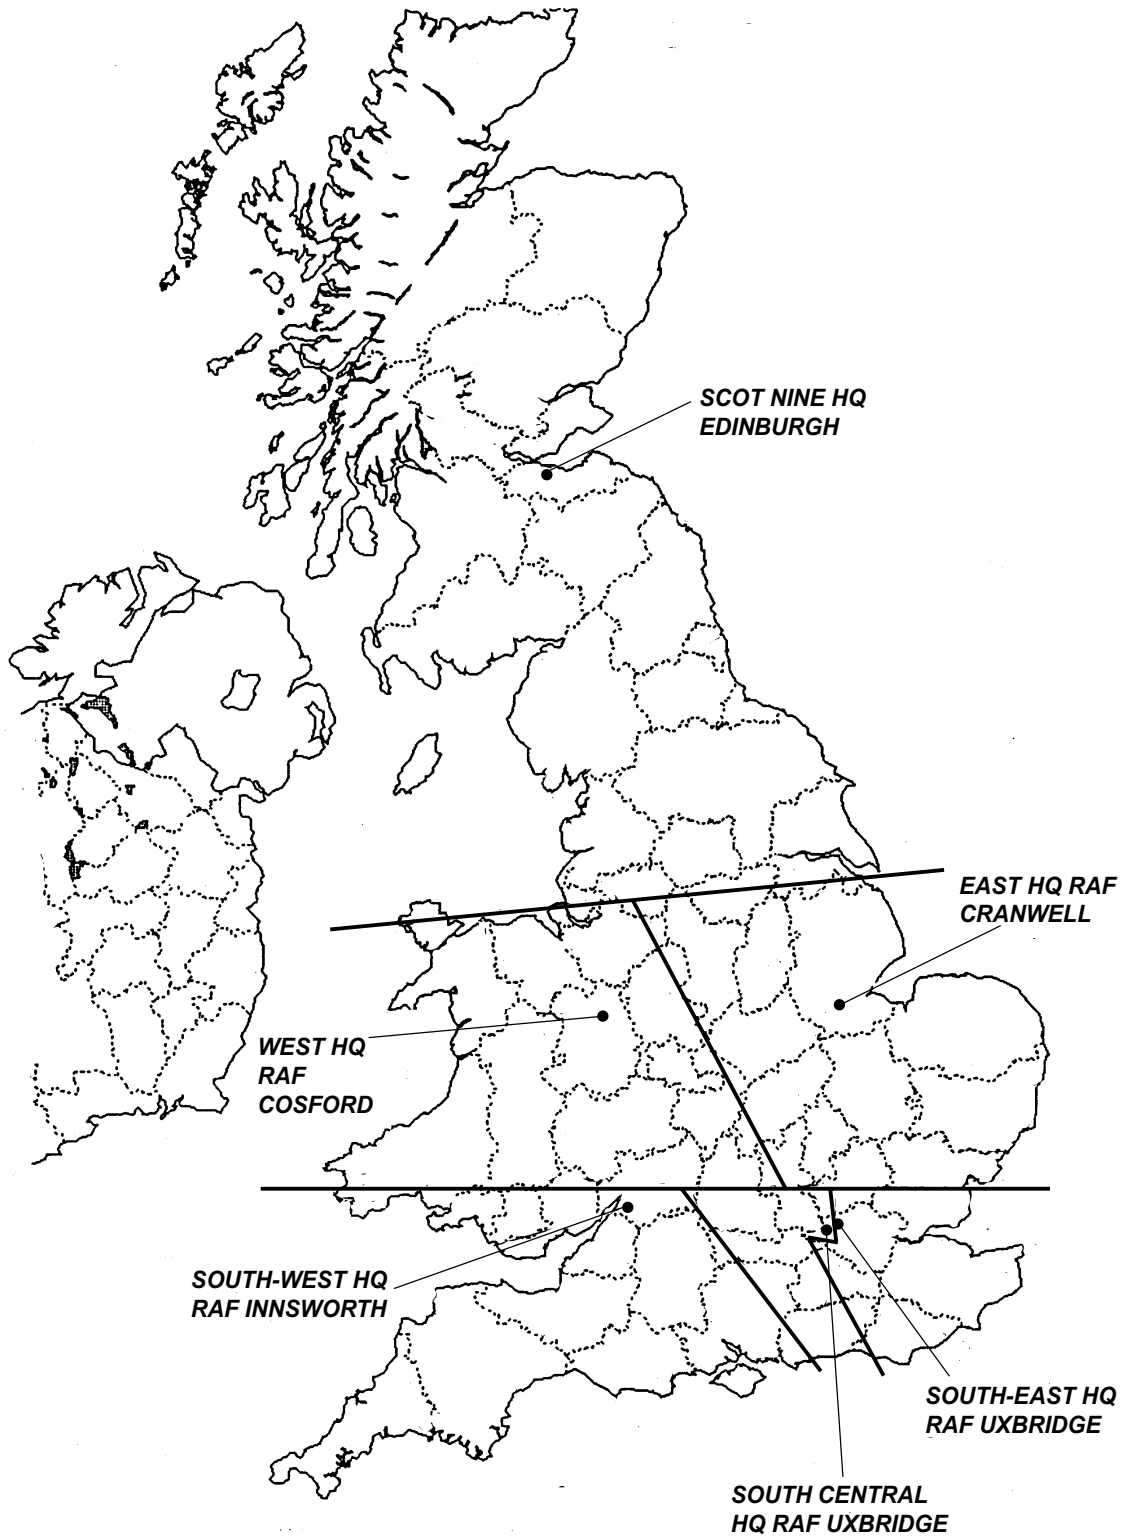 SCOT NINE HQ
EDINBURGH
EAST HQ RAF
CRANWELL
WEST HQ
RAF
COSFORD
SOUTH-WEST HQ
RAF INNSWORTH
SOUTH-EAST HQ
RAF UXBRIDGE
SOUTH CENTRAL
HQ RAF UXBRIDGE